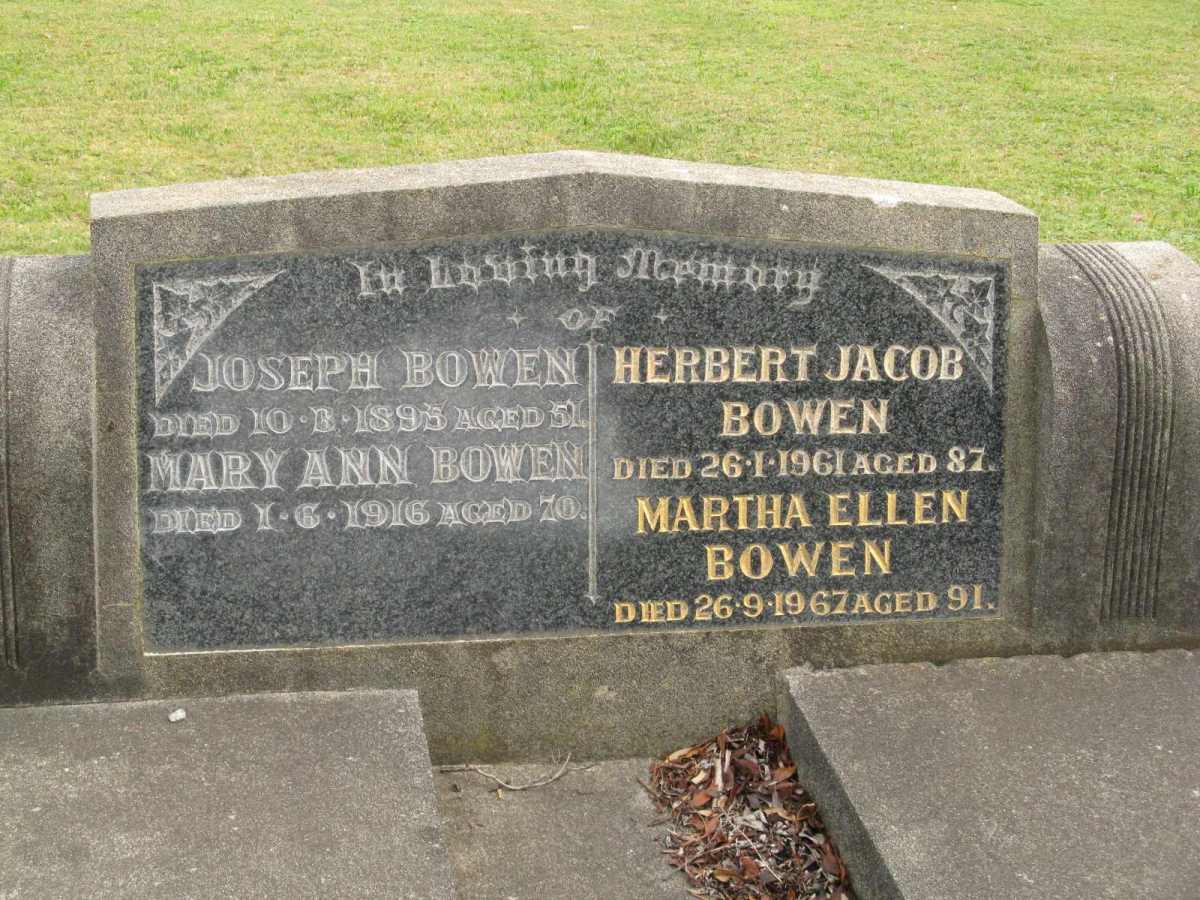 In Loving Memory
OF
JOSEPH BOWEN
DIED 10·8·1895 AGED 51.
MARY ANN BOWEN
DIED 1·6·1916 AGED 70.
HERBERT JACOB
BOWEN
DIED 26·1·1961 AGED 87.
MARTHA ELLEN
BOWEN
DIED 26·9·1967 AGED 91.